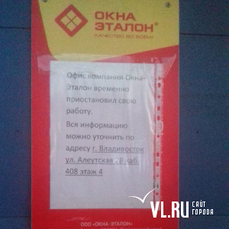 ОКНА
ЭТАЛОН
Офис компании Окна-
Эталон временно
приостановил свою
работу.
Вся информацию
можно уточнить по
адресу г. Владивосток
ул. Алеутская
408 этаж 4
ООО «ОКНА-ЭТАЛОН»
VL.RU САЙТ
ГОРОДА